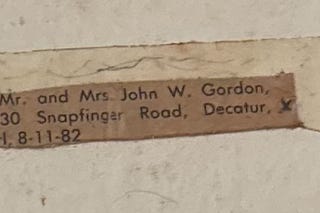 Mr. and Mrs. John W. Gordon,
30 Snapfinger Road, Decatur,
8-11-82